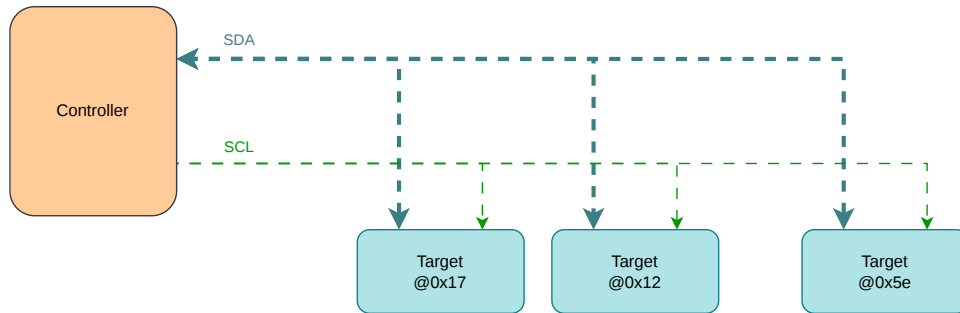 SDA
Controller
SCL
Target
@0x17
Target
@0x12
Target
@0x5e